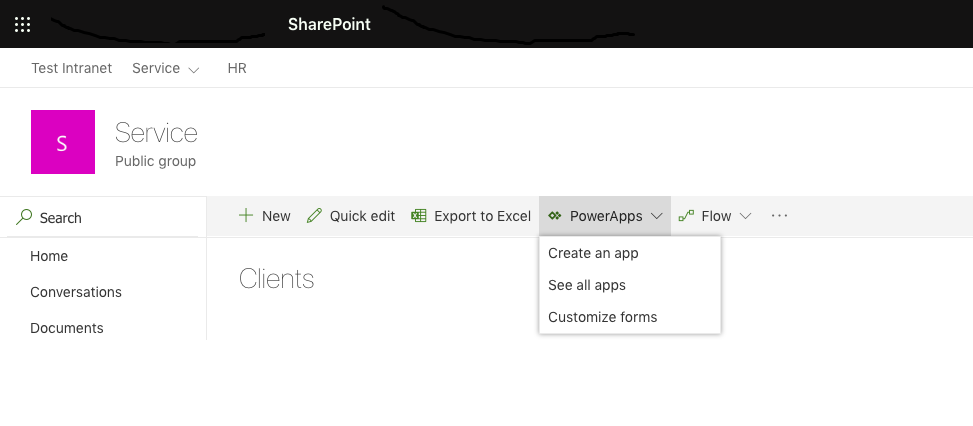 SharePoint
Test Intranet Service HR
S
Service
Public group
Search
New Quick edit Export to Excel PowerApps Flow ...
Home
Conversations
Documents
Clients
Create an app
See all apps
Customize forms